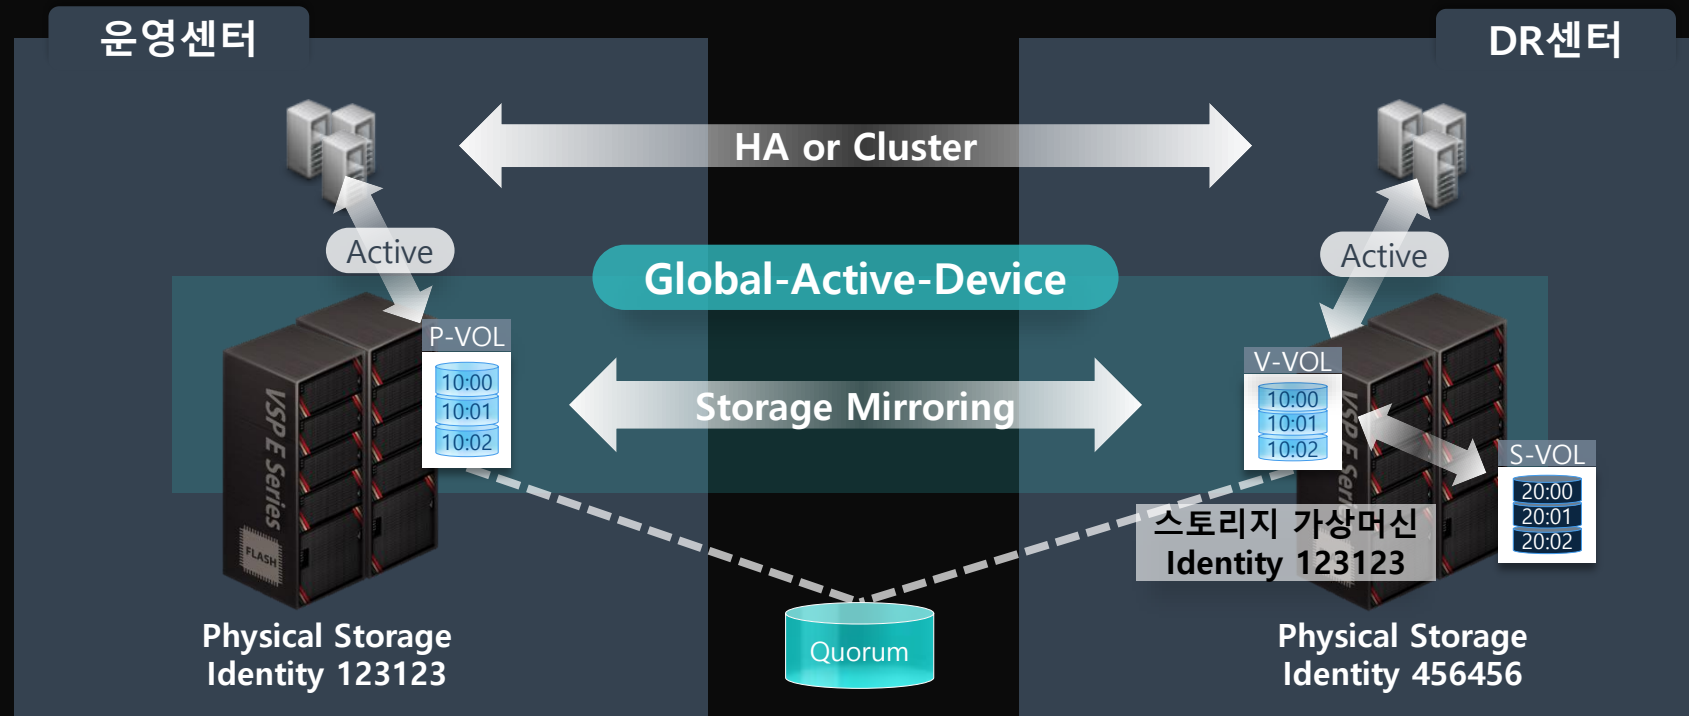 운영센터
DR센터
HA or Cluster
Active
Active
Global-Active-Device
P-VOL
10:00
10:01
10:02
Storage Mirroring
V-VOL
10:00
10:01
10:02
S-VOL
20:00
20:01
20:02
VSP E Series
FLASH
VSP E Seri
스토리지 가상머신
Identity 123123
Quorum
Physical Storage
Identity 123123
Physical Storage
Identity 456456